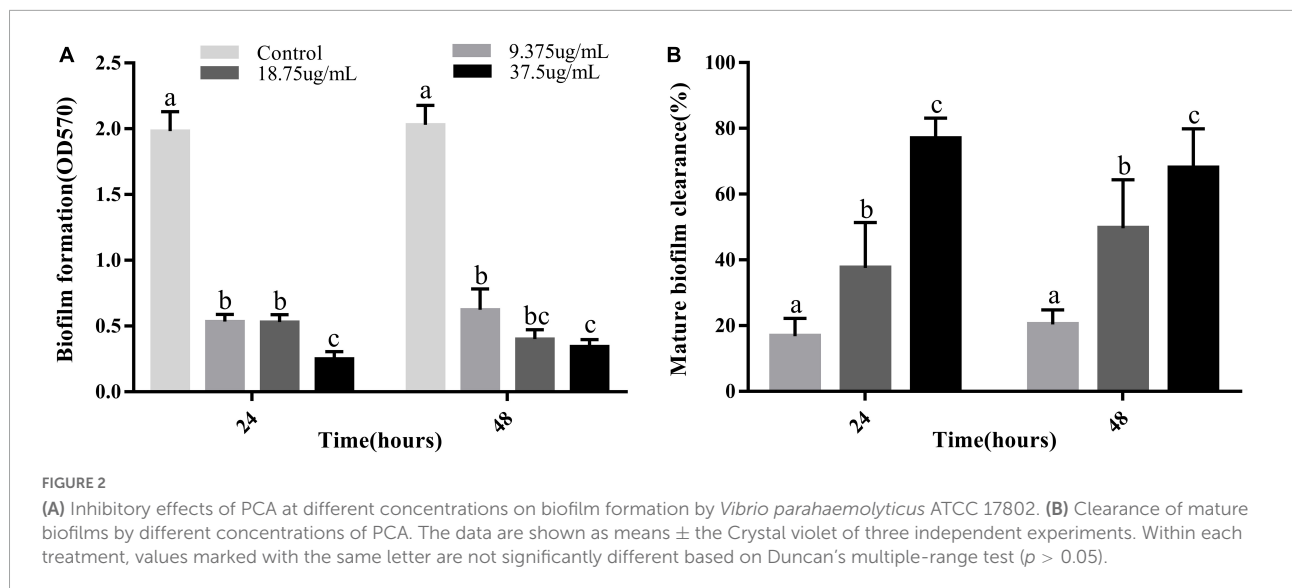 A
Control
18.75ug/mL
9.375ug/mL
37.5ug/mL
Biofilm formation(OD570)
2.5
2.0
1.5
1.0
0.5
0.0
a
b
b
c
a
b
bc
c
24
48
Time(hours)
B
Mature biofilm clearance(%)
100
80
60
40
20
0
a
b
c
a
b
c
24
48
Time(hours)
FIGURE 2
(A) Inhibitory effects of PCA at different concentrations on biofilm formation by Vibrio parahaemolyticus ATCC 17802. (B) Clearance of mature
biofilms by different concentrations of PCA. The data are shown as means ± the Crystal violet of three independent experiments. Within each
treatment, values marked with the same letter are not significantly different based on Duncan's multiple-range test (p > 0.05).